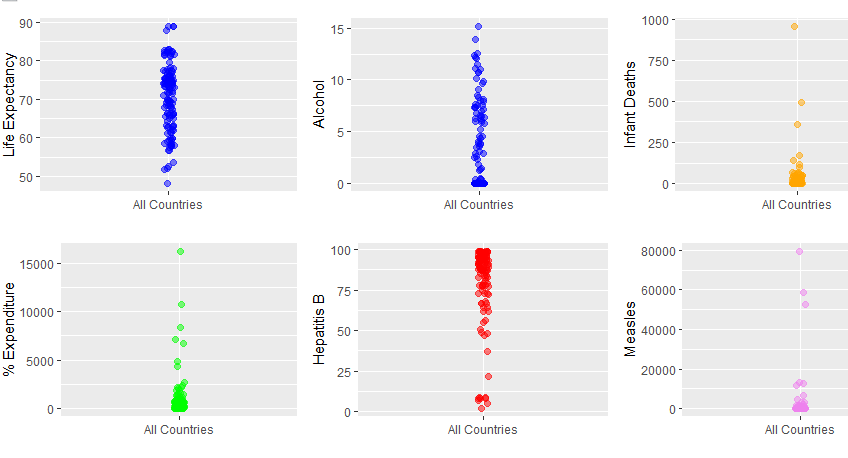 Life Expectancy
90
80
70
60
50
All Countries
Alcohol
15
10
5
0
All Countries
Infant Deaths
1000
750
500
250
0
All Countries
% Expenditure
15000
10000
5000
0
All Countries
Hepatitis B
100
75
50
25
0
All Countries
Measles
80000
60000
40000
20000
0
All Countries